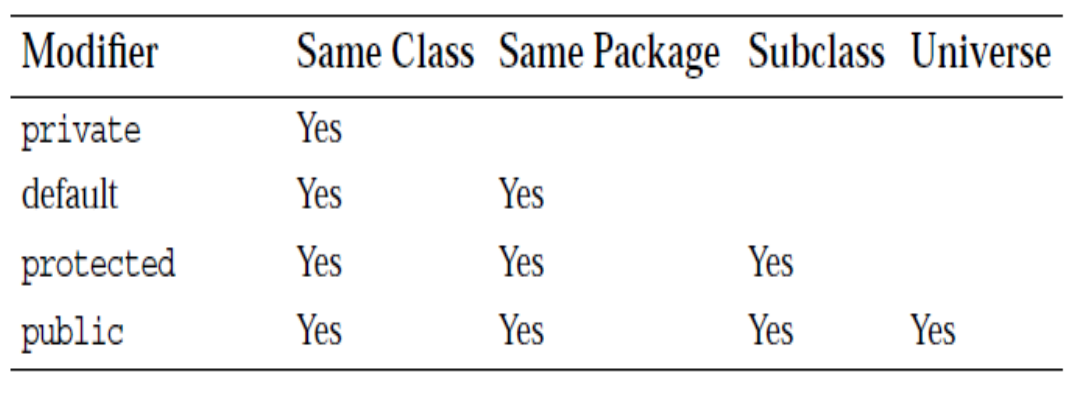 Modifier Same Class Same Package Subclass Universe
private Yes
default Yes Yes
protected Yes Yes Yes
public Yes Yes Yes Yes